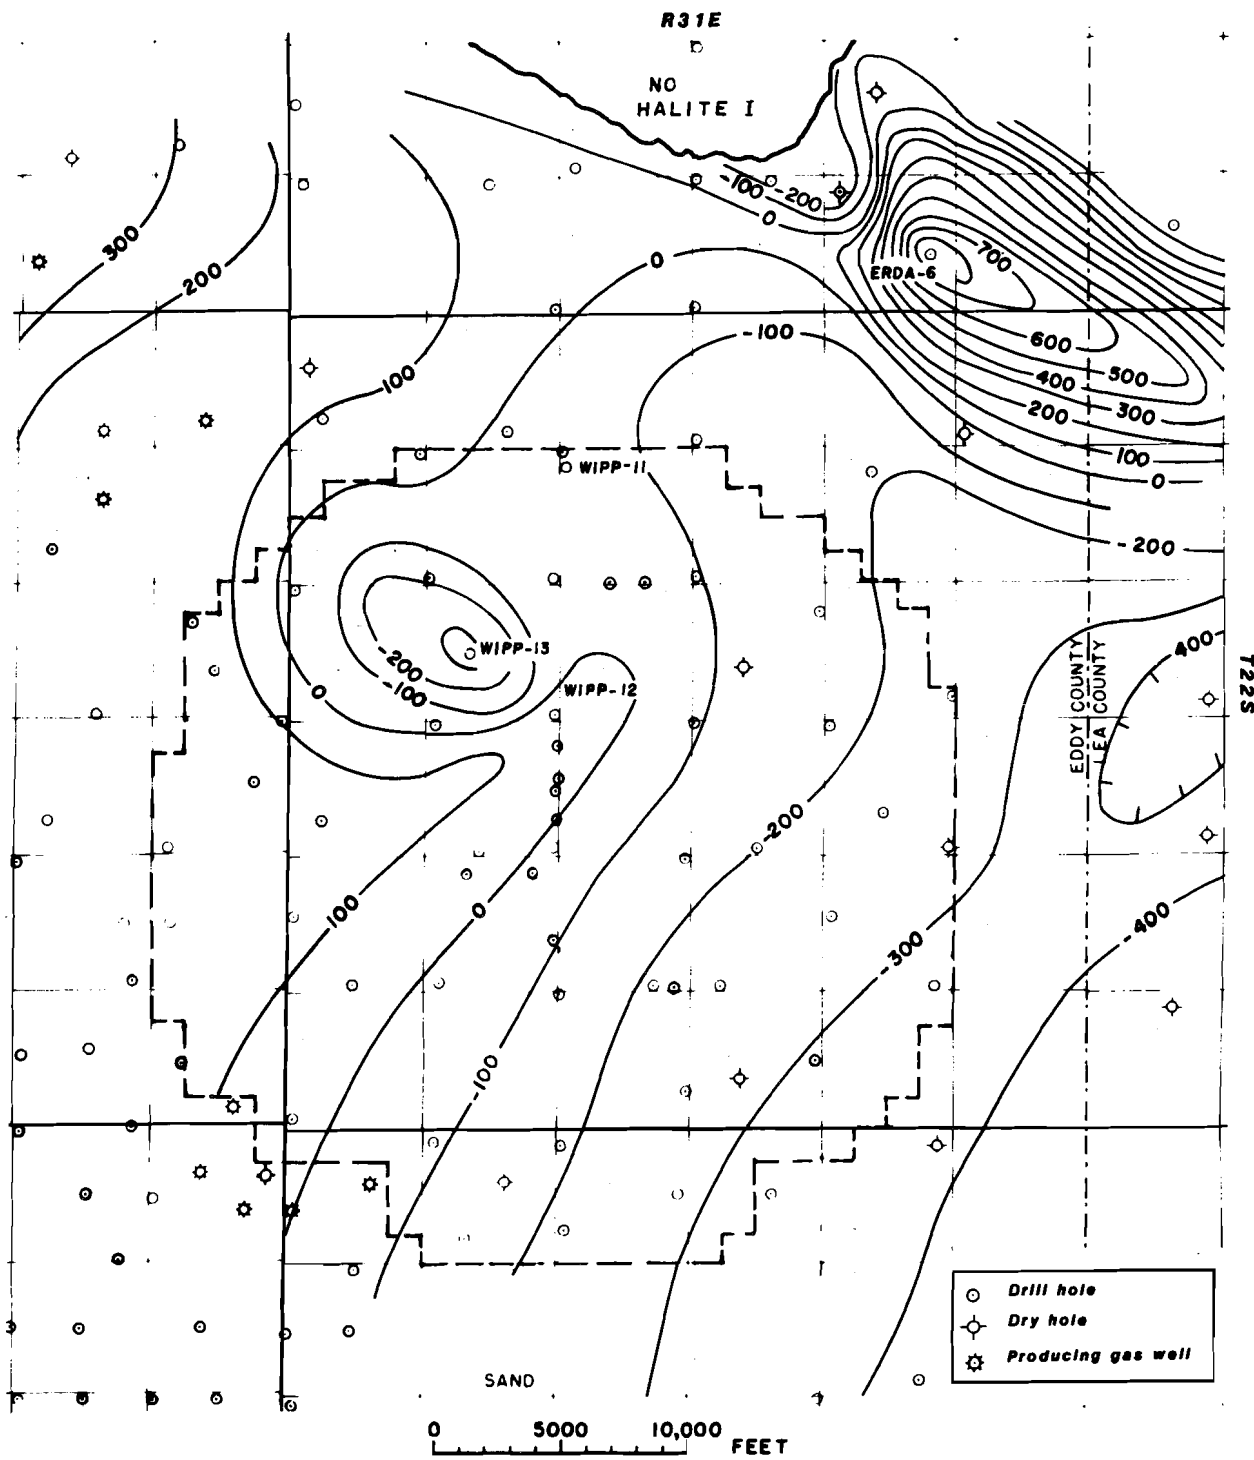 R31E
NO
HALITE I
300
200
-100
-200
0
700
ERDA-6
0
-100
600
500
400
300
200
100
0
-200
100
WIPP-11
WIPP-13
-200
-100
0
WIPP-12
400
EDDY COUNTY
LEA COUNTY
T22S
-200
100
0
-300
-400
-100
Drill hole
Dry hole
Producing gas well
SAND
0 5000 10,000
FEET